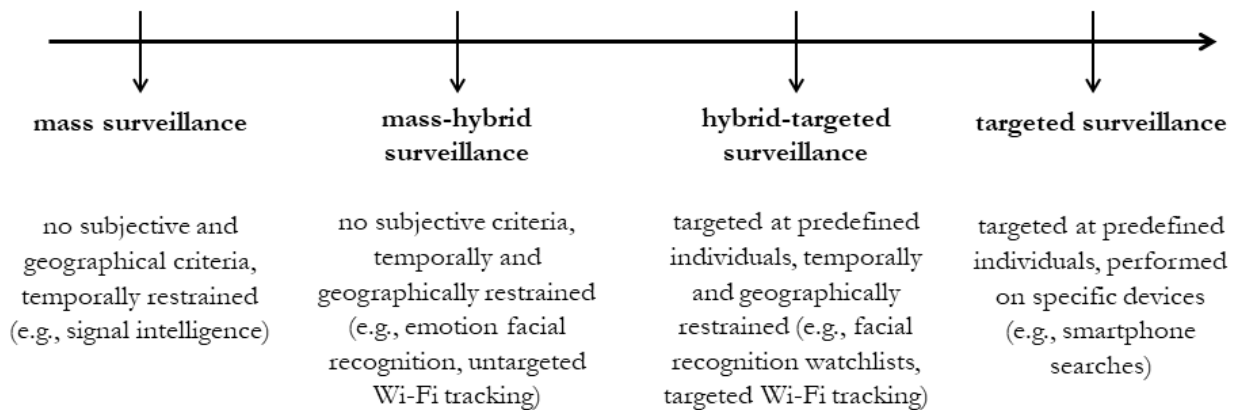 mass surveillance
no subjective and
geographical criteria,
temporally restrained
(e.g., signal intelligence)
mass-hybrid
surveillance
no subjective criteria,
temporally and
geographically restrained
(e.g., emotion facial
recognition, untargeted
Wi-Fi tracking)
hybrid-targeted
surveillance
targeted at predefined
individuals, temporally
and geographically
restrained (e.g., facial
recognition watchlists,
targeted Wi-Fi tracking)
targeted surveillance
targeted at predefined
individuals, performed
on specific devices
(e.g., smartphone
searches)